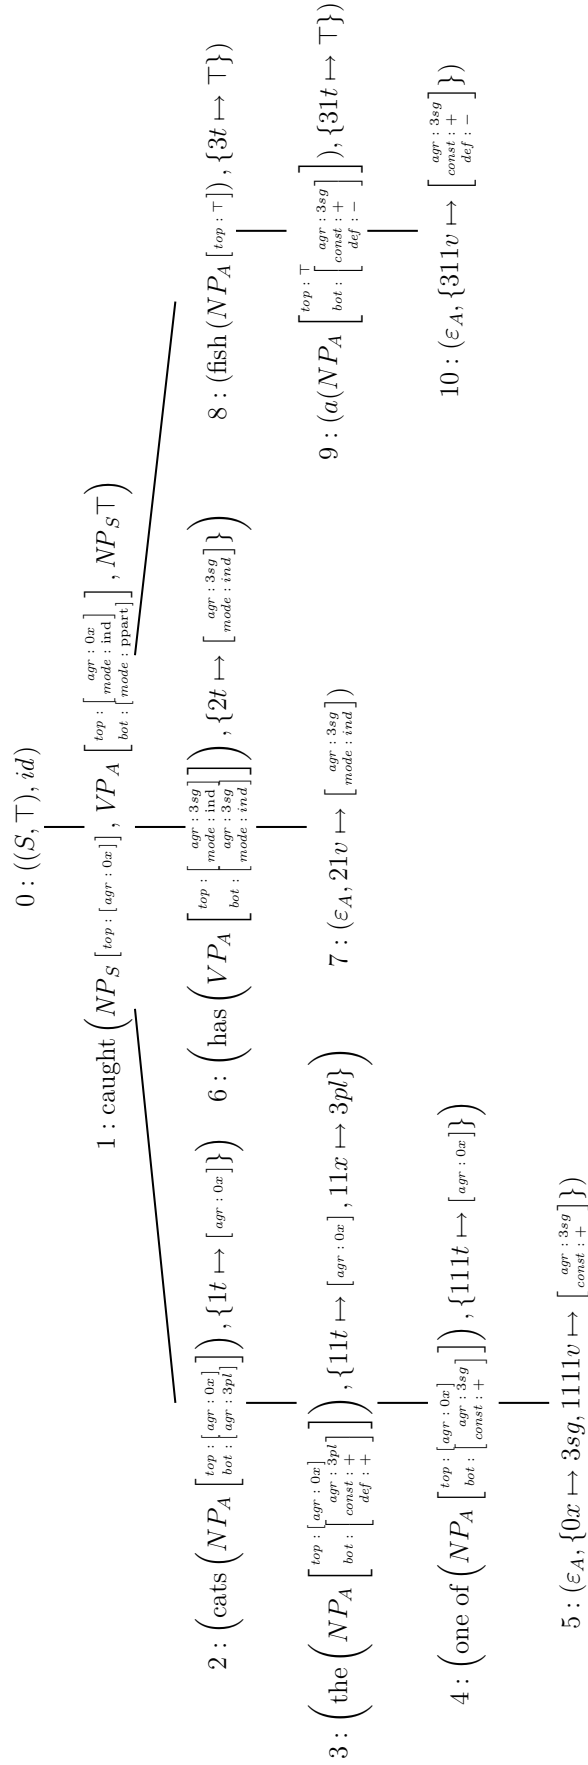 0 : ((S, ⊤), id)
1 : caught (NP_S [top : [agr : 0x]], VP_A [top : [agr : 0x mode : ind] bot : [mode : ppart]], NP_S⊤)
2 : (cats (NP_A [top : [agr : 0x] bot : [agr : 3pl]]), {1t ↦ [agr : 0x]})
6 : (has (VP_A [top : [agr : 3sg mode : ind] bot : [agr : 3sg mode : ind]]), {2t ↦ [agr : 3sg mode : ind]})
8 : (fish (NP_A [top : ⊤]), {3t ↦ ⊤})
3 : (the (NP_A [top : [agr : 0x] bot : [agr : 3pl const : + def : +]]), {11t ↦ [agr : 0x], 11x ↦ 3pl})
7 : (ε_A, 21v ↦ [agr : 3sg mode : ind])
9 : (a(NP_A [top : ⊤ bot : [agr : 3sg const : + def : −]]), {31t ↦ ⊤})
4 : (one of (NP_A [top : [agr : 0x] bot : [agr : 3sg const : +]]), {111t ↦ [agr : 0x]})
10 : (ε_A, {311v ↦ [agr : 3sg const : + def : −]})
5 : (ε_A, {0x ↦ 3sg, 1111v ↦ [agr : 3sg const : +]})